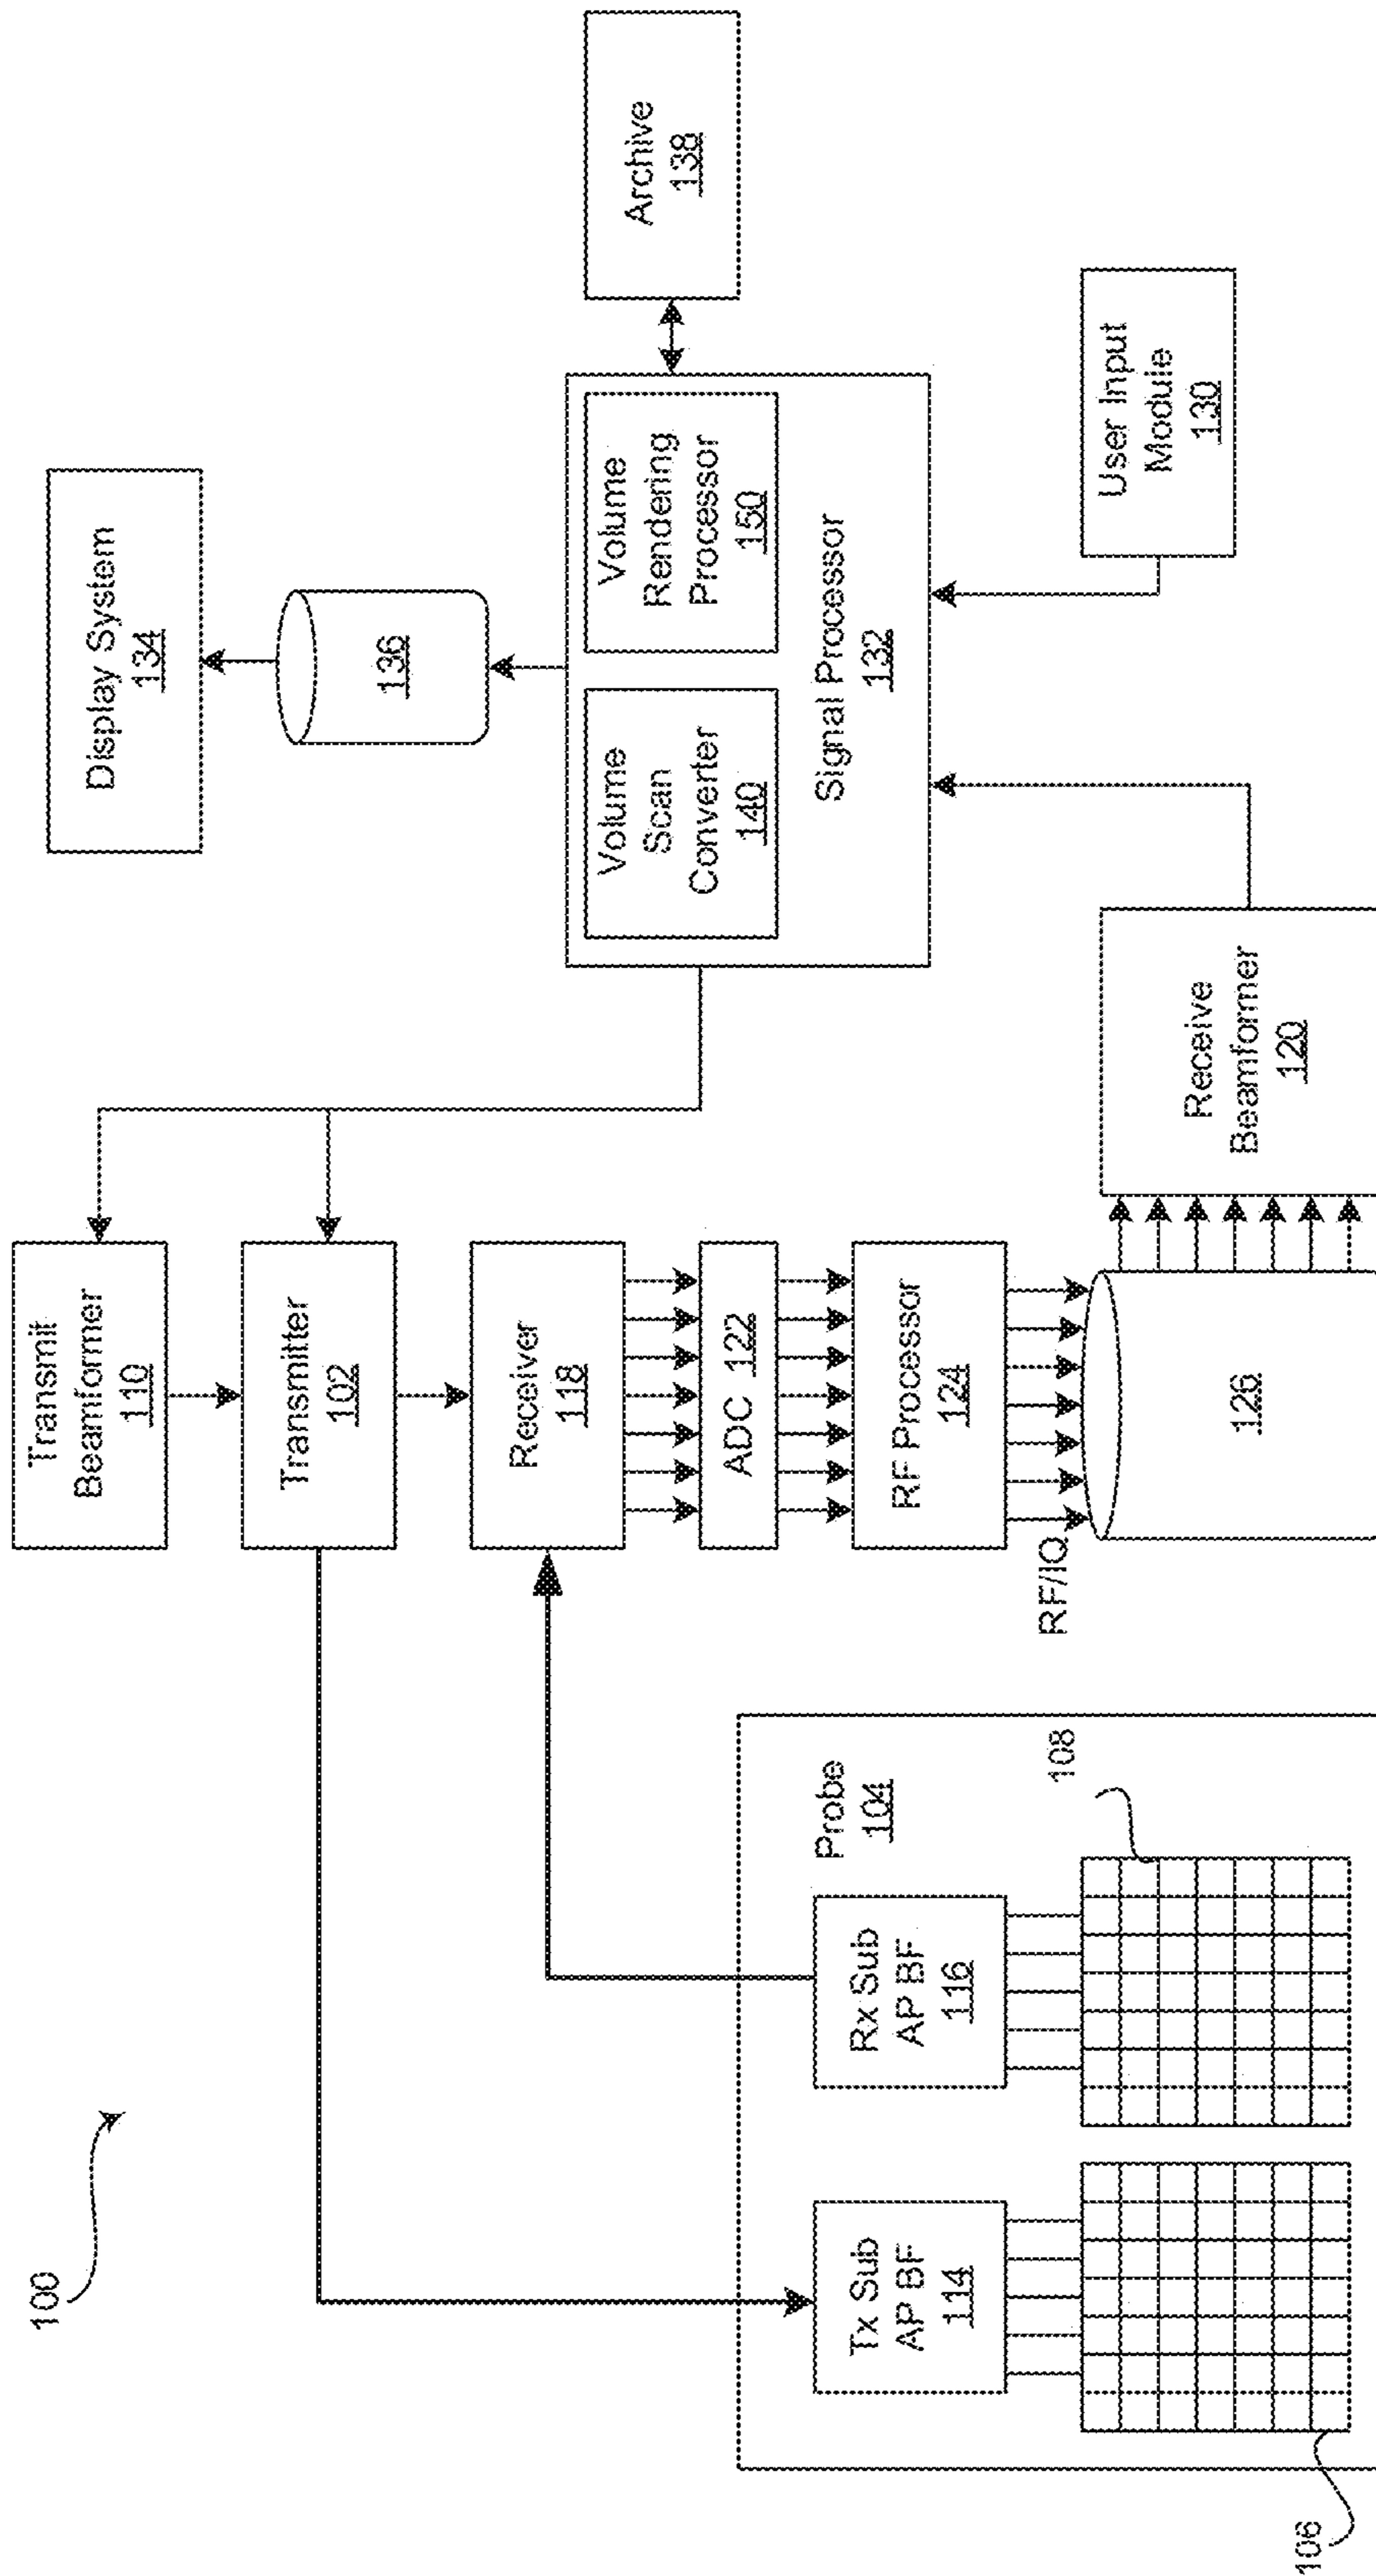 100
Transmit
Beamformer
110
Transmitter
102
Receiver
118
ADC 122
RF Processor
124
RF/IQ
126
Receive
Beamformer
120
Display System
134
136
Volume
Scan
Converter
140
Volume
Rendering
Processor
150
Signal Processor
132
Archive
138
User Input
Module
130
Probe
104
Tx Sub
AP BF
114
Rx Sub
AP BF
116
106
108